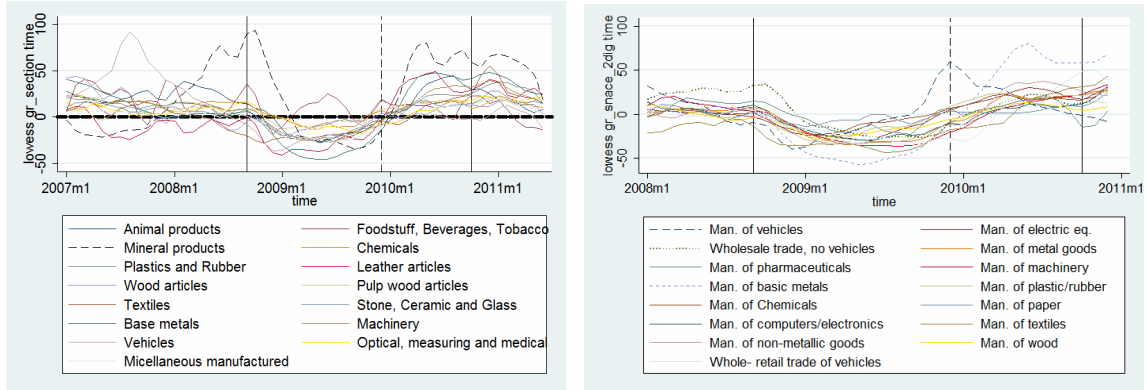 lowess gr_section time
100
50
0
-50
2007m1 2008m1 2009m1 2010m1 2011m1
time
Animal products Foodstuff, Beverages, Tobacco
Mineral products Chemicals
Plastics and Rubber Leather articles
Wood articles Pulp wood articles
Textiles Stone, Ceramic and Glass
Base metals Machinery
Vehicles Optical, measuring and medical
Micellaneous manufactured
lowess gr_snace_2dig time
100
50
0
-50
2008m1 2009m1 2010m1 2011m1
time
Man. of vehicles Man. of electric eq.
Wholesale trade, no vehicles Man. of metal goods
Man. of pharmaceuticals Man. of machinery
Man. of basic metals Man. of plastic/rubber
Man. of Chemicals Man. of paper
Man. of computers/electronics Man. of textiles
Man. of non-metallic goods Man. of wood
Whole- retail trade of vehicles